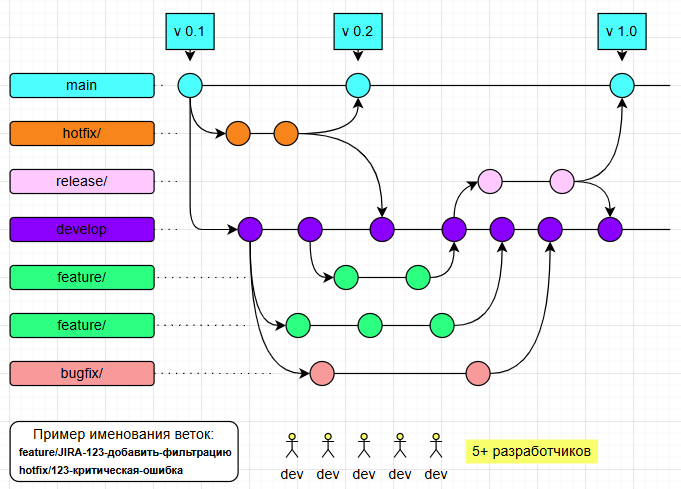 v 0.1
v 0.2
v 1.0
main
hotfix/
release/
develop
feature/
feature/
bugfix/
Пример именования веток:
feature/JIRA-123-добавить-фильтрацию
hotfix/123-критическая-ошибка
dev
dev
dev
dev
dev
5+ разработчиков